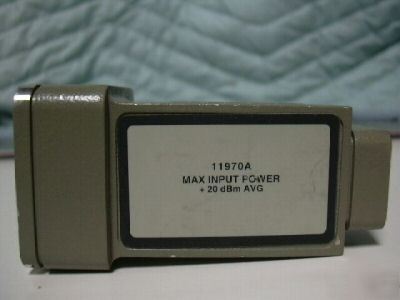 11970A
MAX INPUT POWER
+ 20 dBm AVG